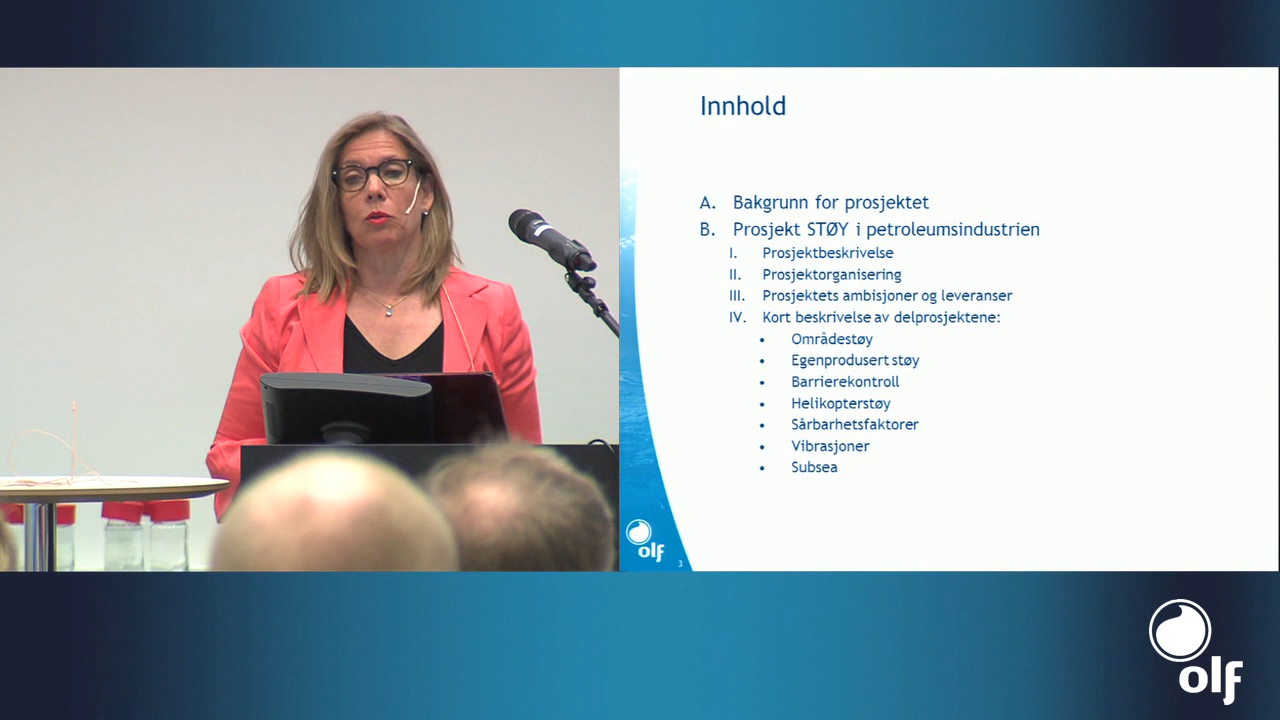 Innhold
A. Bakgrunn for prosjektet
B. Prosjekt STØY i petroleumsindustrien
I. Prosjektbeskrivelse
II. Prosjektorganisering
III. Prosjektets ambisjoner og leveranser
IV. Kort beskrivelse av delprosjektene:
• Områdestøy
• Egenprodusert støy
• Barrierekontroll
• Helikopterstøy
• Sårbarhetsfaktorer
• Vibrasjoner
• Subsea
olf
3
olf